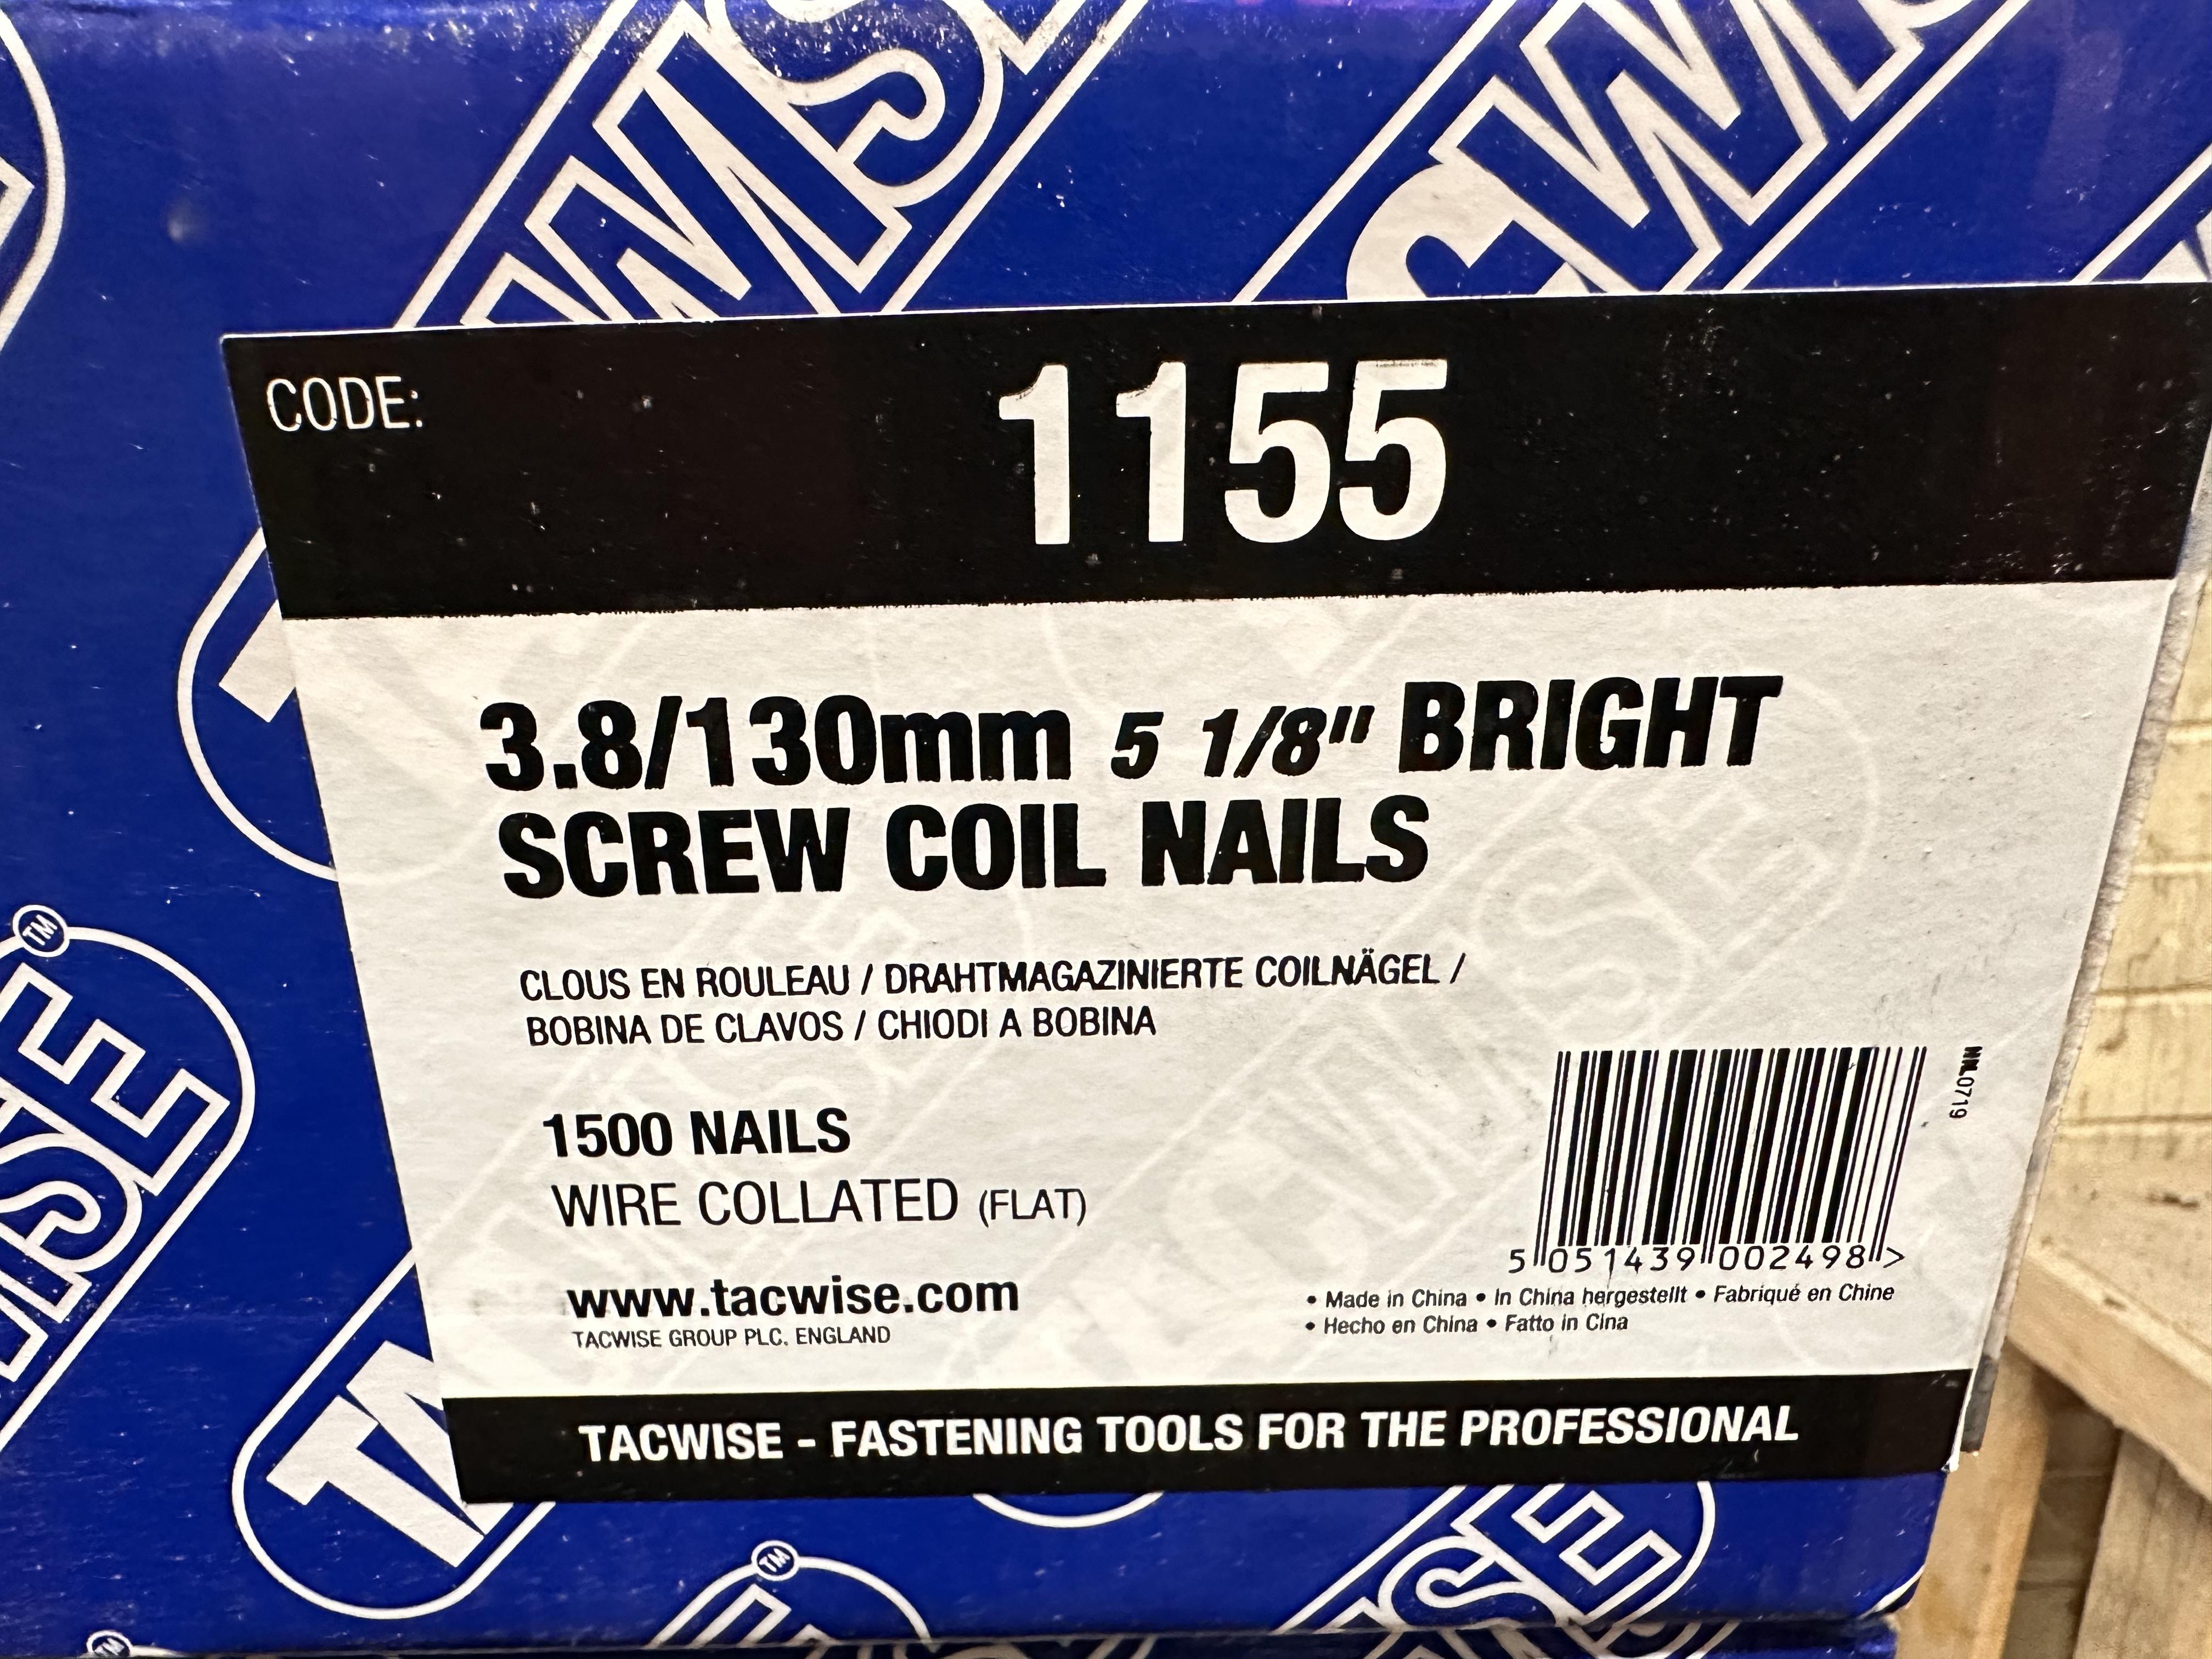 CODE:
1155
3.8/130mm 5 1/8" BRIGHT
SCREW COIL NAILS
CLOUS EN ROULEAU / DRAHTMAGAZINIERTE COILNÄGEL /
BOBINA DE CLAVOS / CHIODI A BOBINA
1500 NAILS
WIRE COLLATED (FLAT)
www.tacwise.com
TACWISE GROUP PLC. ENGLAND
0719
5 051439 002498 >
• Made in China • In China hergestellt • Fabriqué en Chine
• Hecho en China • Fatto in Cina
TACWISE - FASTENING TOOLS FOR THE PROFESSIONAL